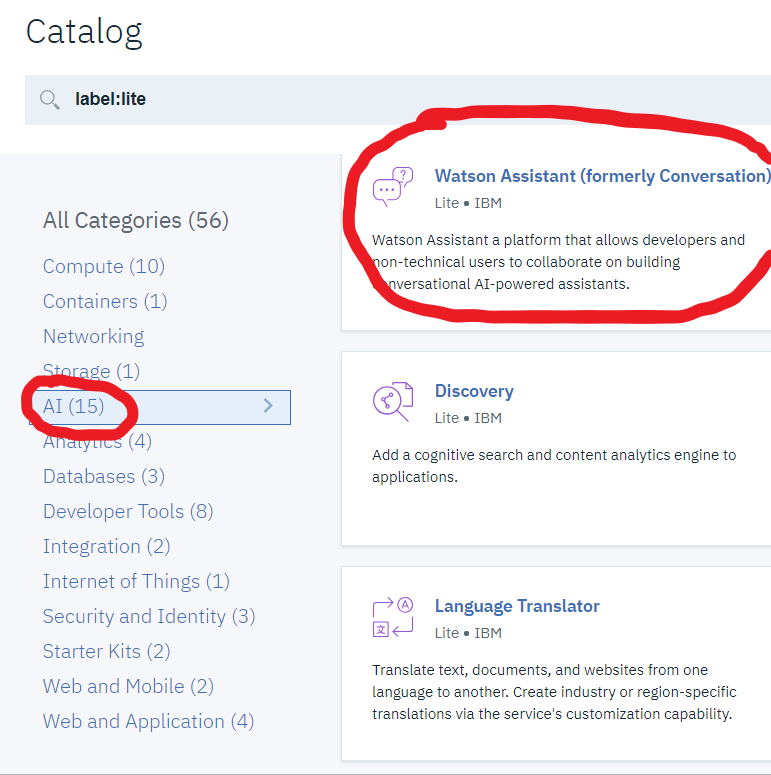 Catalog
label:lite
All Categories (56)
Compute (10)
Containers (1)
Networking
Storage (1)
AI (15)
Analytics (4)
Databases (3)
Developer Tools (8)
Integration (2)
Internet of Things (1)
Security and Identity (3)
Starter Kits (2)
Web and Mobile (2)
Web and Application (4)
Watson Assistant (formerly Conversation)
Lite • IBM
Watson Assistant a platform that allows developers and
non-technical users to collaborate on building
conversational AI-powered assistants.
Discovery
Lite • IBM
Add a cognitive search and content analytics engine to
applications.
Language Translator
Lite • IBM
Translate text, documents, and websites from one
language to another. Create industry or region-specific
translations via the service's customization capability.